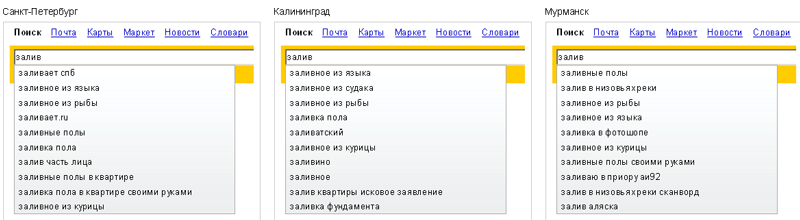 Санкт-Петербург
Поиск Почта Карты Маркет Новости Словари
залив
заливает спб
заливное из языка
заливное из рыбы
заливает.ru
заливные полы
заливка пола
залив часть лица
заливные полы в квартире
заливка пола в квартире своими руками
заливное из курицы
Калининград
Поиск Почта Карты Маркет Новости Словари
залив
заливное из языка
заливное из судака
заливное из рыбы
заливка пола
заливатский
заливное из курицы
заливино
заливное
залив квартиры исковое заявление
заливка фундамента
Мурманск
Поиск Почта Карты Маркет Новости Словари
залив
заливные полы
залив в низовьях реки
заливное из рыбы
заливное из языка
заливка в фотошопе
заливное из курицы
заливные полы своими руками
заливаю в приору аи92
залив в низовьях реки сканворд
залив аляска